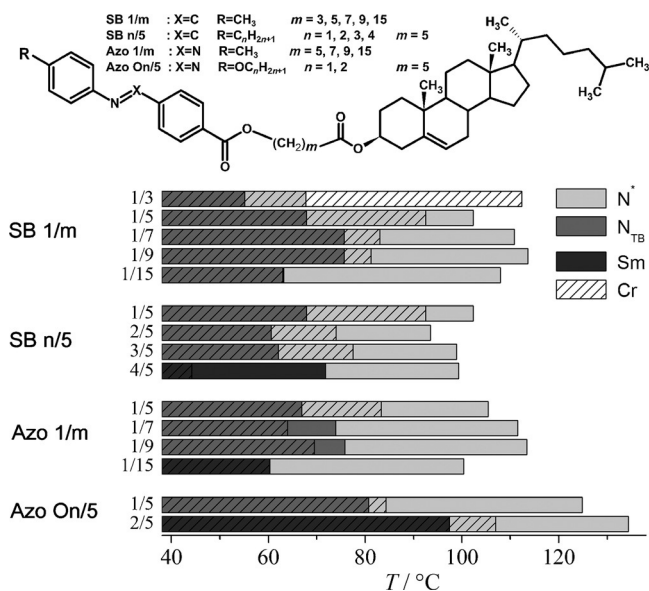 SB 1/m : X=C R=CH₃ m = 3, 5, 7, 9, 15
SB n/5 : X=C R=CₙH₂ₙ₊₁ n = 1, 2, 3, 4 m = 5
Azo 1/m : X=N R=CH₃ m = 5, 7, 9, 15
Azo On/5 : X=N R=OCₙH₂ₙ₊₁ n = 1, 2 m = 5
R
N
X
O
O
(CH₂)m
O
O
CH₃
CH₃
CH₃
CH₃
H₃C
SB 1/m
1/3
1/5
1/7
1/9
1/15
SB n/5
1/5
2/5
3/5
4/5
Azo 1/m
1/5
1/7
1/9
1/15
Azo On/5
1/5
2/5
N*
N_TB
Sm
Cr
40 60 80 100 120
T / °C